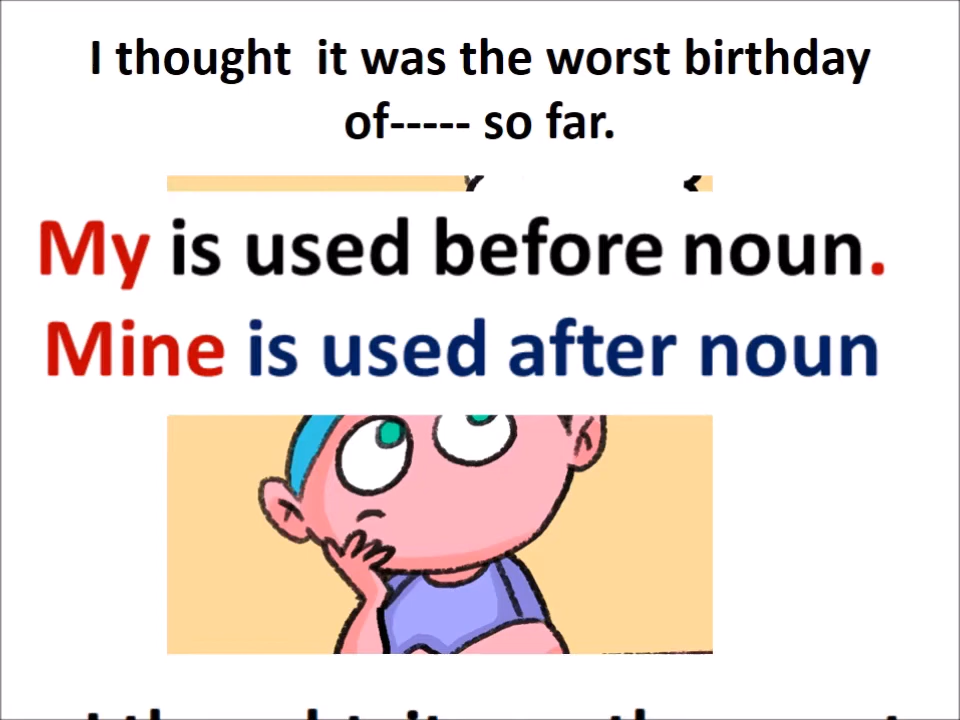 I thought it was the worst birthday
of----- so far.
My is used before noun.
Mine is used after noun